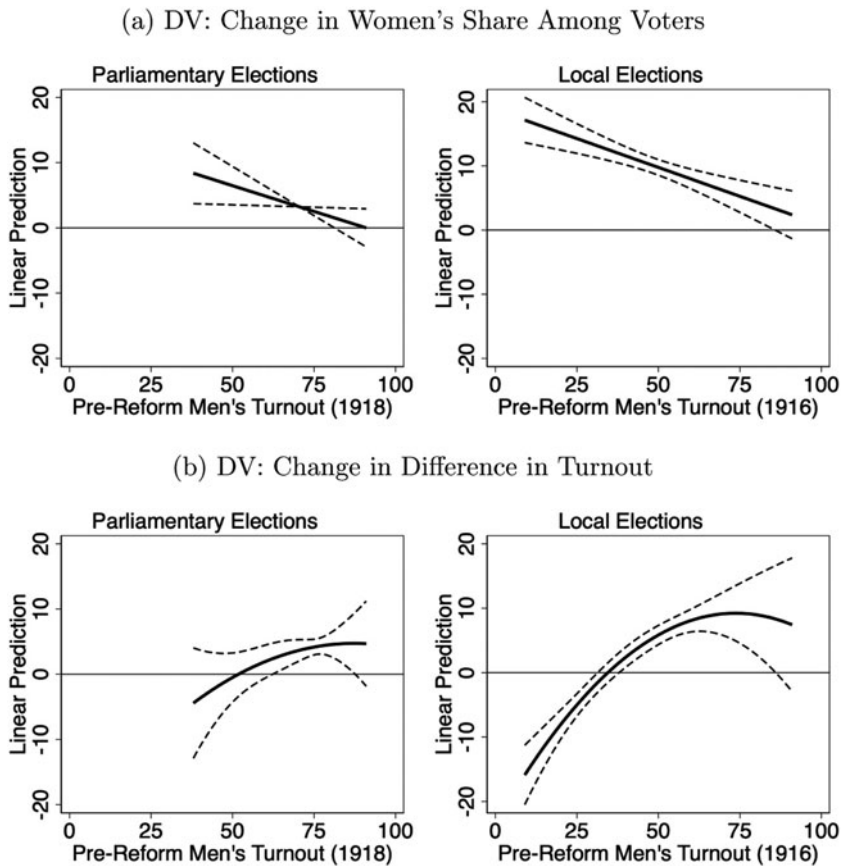 (a) DV: Change in Women's Share Among Voters
Parliamentary Elections
Linear Prediction
20
10
0
-10
-20
0 25 50 75 100
Pre-Reform Men's Turnout (1918)
Local Elections
Linear Prediction
20
10
0
-10
-20
0 25 50 75 100
Pre-Reform Men's Turnout (1916)
(b) DV: Change in Difference in Turnout
Parliamentary Elections
Linear Prediction
20
10
0
-10
-20
0 25 50 75 100
Pre-Reform Men's Turnout (1918)
Local Elections
Linear Prediction
20
10
0
-10
-20
0 25 50 75 100
Pre-Reform Men's Turnout (1916)